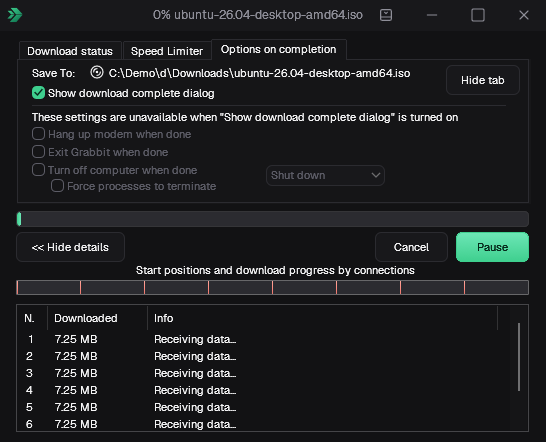 0% ubuntu-26.04-desktop-amd64.iso
Download status Speed Limiter Options on completion
Save To: C:\Demo\d\Downloads\ubuntu-26.04-desktop-amd64.iso
Hide tab
Show download complete dialog
These settings are unavailable when "Show download complete dialog" is turned on
Hang up modem when done
Exit Grabbit when done
Turn off computer when done Shut down
Force processes to terminate
<< Hide details Cancel Pause
Start positions and download progress by connections
N. Downloaded Info
1 7.25 MB Receiving data...
2 7.25 MB Receiving data...
3 7.25 MB Receiving data...
4 7.25 MB Receiving data...
5 7.25 MB Receiving data...
6 7.25 MB Receiving data...